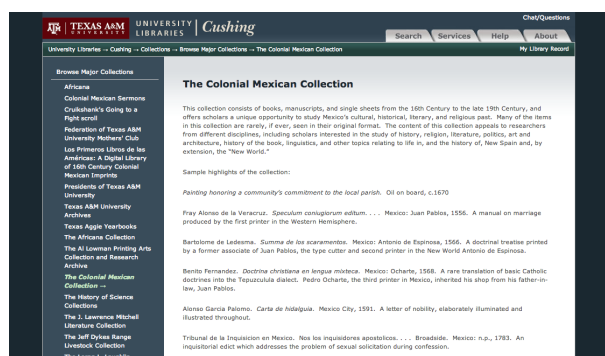 Chat/Questions
TEXAS A&M UNIVERSITY
UNIVERSITY LIBRARIES
Cushing
Search Services Help About
University Libraries → Cushing → Collections → Browse Major Collections → The Colonial Mexican Collection
My Library Record
Browse Major Collections
Africana
Colonial Mexican Sermons
Cruikshank's Going to a
Fight scroll
Federation of Texas A&M
University Mothers' Club
Los Primeros Libros de las
Américas: A Digital Library
of 16th Century Colonial
Mexican Imprints
Presidents of Texas A&M
University
Texas A&M University
Archives
Texas Aggie Yearbooks
The Africana Collection
The Al Lowman Printing Arts
Collection and Research
Archive
The Colonial Mexican
Collection →
The History of Science
Collections
The J. Lawrence Mitchell
Literature Collection
The Jeff Dykes Range
Livestock Collection
The Colonial Mexican Collection
This collection consists of books, manuscripts, and single sheets from the 16th Century to the late 19th Century, and
offers scholars a unique opportunity to study Mexico's cultural, historical, literary, and religious past. Many of the items
in this collection are rarely, if ever, seen in their original format. The content of this collection appeals to researchers
from different disciplines, including scholars interested in the study of history, religion, literature, politics, art and
architecture, history of the book, linguistics, and other topics relating to life in, and the history of, New Spain and, by
extension, the "New World."
Sample highlights of the collection:
Painting honoring a community's commitment to the local parish. Oil on board, c.1670
Fray Alonso de la Veracruz. Speculum coniugiorum editum. . . . Mexico: Juan Pablos, 1556. A manual on marriage
produced by the first printer in the Western Hemisphere.
Bartolome de Ledesma. Summa de los scaramentos. Mexico: Antonio de Espinosa, 1566. A doctrinal treatise printed
by a former associate of Juan Pablos, the type cutter and second printer in the New World Antonio de Espinosa.
Benito Fernandez. Doctrina christiana en lengua mixteca. Mexico: Ocharte, 1568. A rare translation of basic Catholic
doctrines into the Tepuzculula dialect. Pedro Ocharte, the third printer in Mexico, inherited his shop from his father-in-
law, Juan Pablos.
Alonso Garcia Palomo. Carta de hidalguia. Mexico City, 1591. A letter of nobility, elaborately illuminated and
illustrated throughout.
Tribunal de la Inquisicion en Mexico. Nos los inquisidores apostolicos. . . . Broadside. Mexico: n.p., 1783. An
inquisitorial edict which addresses the problem of sexual solicitation during confession.